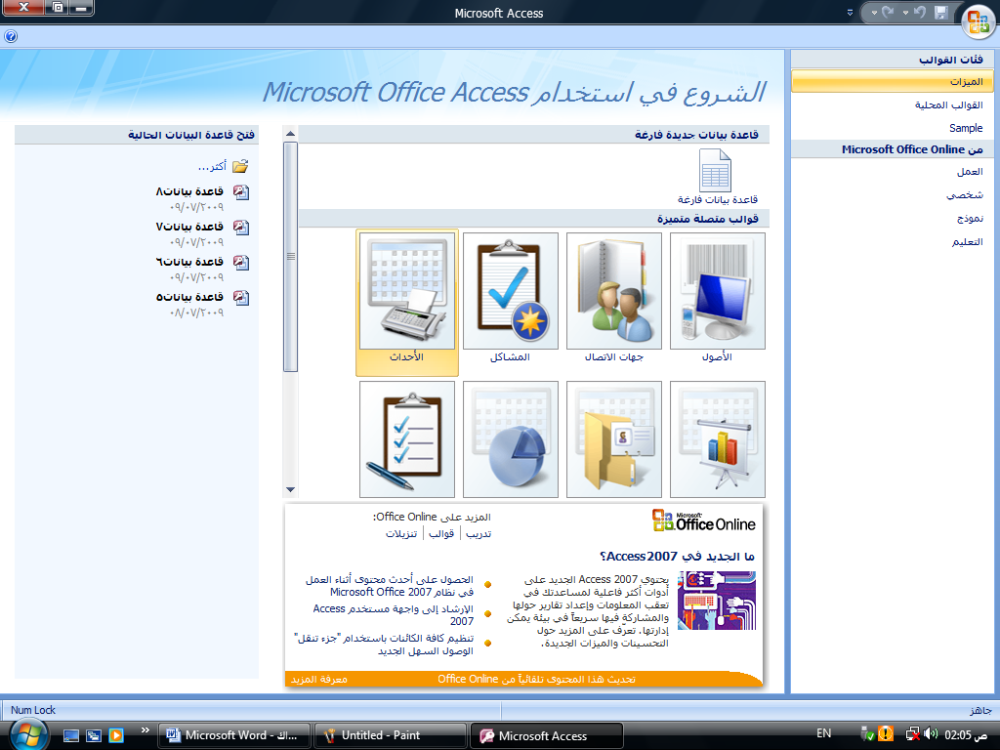 Microsoft Access
فئات القوالب
الميزات
القوالب المحلية
Sample
من Microsoft Office Online
العمل
شخصي
نموذج
التعليم
الشروع في استخدام Microsoft Office Access
قاعدة بيانات جديدة فارغة
قاعدة بيانات فارغة
قوالب متصلة متميزة
الأصول
جهات الاتصال
المشاكل
الأحداث
فتح قاعدة البيانات الحالية
أكثر...
قاعدة بيانات٨
٠٩/٠٧/٢٠٠٩
قاعدة بيانات٧
٠٩/٠٧/٢٠٠٩
قاعدة بيانات٦
٠٩/٠٧/٢٠٠٩
قاعدة بيانات٥
٠٨/٠٧/٢٠٠٩
Microsoft
Office Online
المزيد على Office Online:
تدريب | قوالب | تنزيلات
ما الجديد في Access 2007؟
يحتوي Access 2007 الجديد على
أدوات أكثر فاعلية لمساعدتك في
تعقب المعلومات وإعداد تقارير حولها
والمشاركة فيها سريعاً في بيئة يمكن
إدارتها. تعرّف على المزيد حول
التحسينات والميزات الجديدة.
الحصول على أحدث محتوى أثناء العمل
في نظام Microsoft Office 2007
الإرشاد إلى واجهة مستخدم Access
2007
تنظيم كافة الكائنات باستخدام "جزء تنقل"
الوصول السهل الجديد
تحديث هذا المحتوى تلقائياً من Office Online
معرفة المزيد
جاهز
Num Lock
Microsoft Word - ...اك
Untitled - Paint
Microsoft Access
EN
02:05 ص